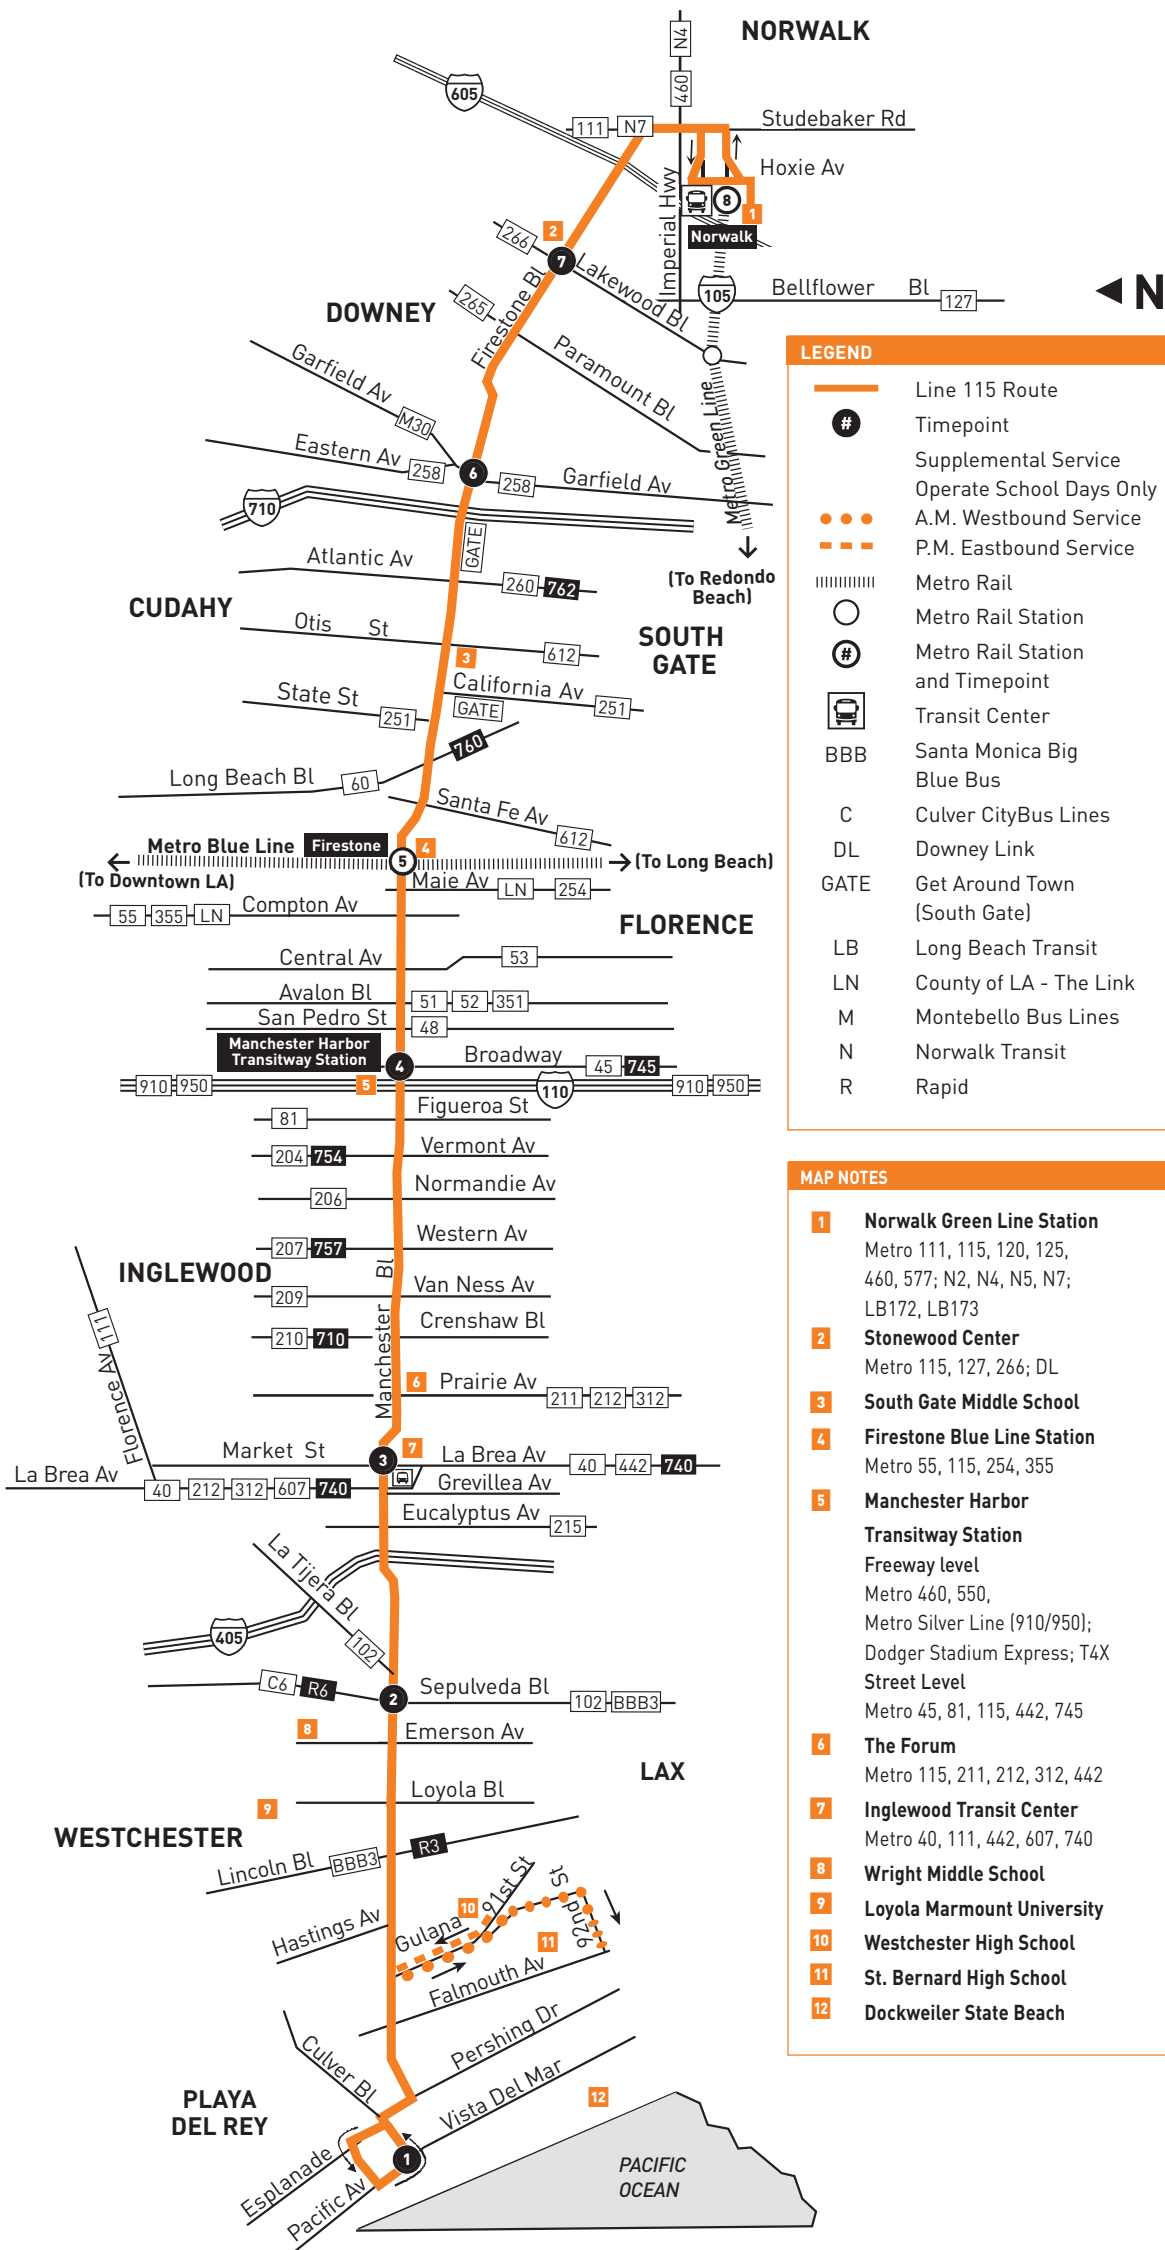 NORWALK
N4
460
605
111
N7
Studebaker Rd
Hoxie Av
Imperial Hwy
8
1
Norwalk
2
266
7
Lakewood Bl
105
Bellflower Bl
127
N
DOWNEY
265
Firestone Bl
Paramount Bl
Garfield Av
M30
Metro Green Line
Eastern Av
258
6
258
Garfield Av
710
GATE
(To Redondo
Beach)
Atlantic Av
260
762
CUDAHY
Otis St
612
SOUTH
GATE
3
State St
251
California Av
251
GATE
760
Long Beach Bl
60
Santa Fe Av
612
Metro Blue Line
Firestone
4
5
(To Downtown LA)
(To Long Beach)
Maie Av
LN
254
55
355
LN
Compton Av
FLORENCE
Central Av
53
Avalon Bl
51
52
351
San Pedro St
48
Manchester Harbor
Transitway Station
4
Broadway
45
745
910
950
5
110
910
950
Figueroa St
81
Vermont Av
204
754
Normandie Av
206
Western Av
207
757
INGLEWOOD
Manchester Bl
Van Ness Av
209
Crenshaw Bl
210
710
111
Florence Av
6
Prairie Av
211
212
312
7
Market St
3
La Brea Av
40
442
740
La Brea Av
40
212
312
607
740
Grevillea Av
Eucalyptus Av
215
La Tijera Bl
102
405
C6
R6
2
Sepulveda Bl
102
BBB3
8
Emerson Av
LAX
Loyola Bl
9
WESTCHESTER
Lincoln Bl
BBB3
R3
Hastings Av
Gulana
10
91st St
92nd St
11
Falmouth Av
Culver Bl
Pershing Dr
Vista Del Mar
PLAYA
DEL REY
12
1
Esplanade
Pacific Av
PACIFIC
OCEAN
LEGEND
Line 115 Route
# Timepoint
Supplemental Service
Operate School Days Only
A.M. Westbound Service
P.M. Eastbound Service
Metro Rail
Metro Rail Station
# Metro Rail Station
and Timepoint
Transit Center
BBB Santa Monica Big
Blue Bus
C Culver CityBus Lines
DL Downey Link
GATE Get Around Town
(South Gate)
LB Long Beach Transit
LN County of LA - The Link
M Montebello Bus Lines
N Norwalk Transit
R Rapid
MAP NOTES
1 Norwalk Green Line Station
Metro 111, 115, 120, 125,
460, 577; N2, N4, N5, N7;
LB172, LB173
2 Stonewood Center
Metro 115, 127, 266; DL
3 South Gate Middle School
4 Firestone Blue Line Station
Metro 55, 115, 254, 355
5 Manchester Harbor
Transitway Station
Freeway level
Metro 460, 550,
Metro Silver Line (910/950);
Dodger Stadium Express; T4X
Street Level
Metro 45, 81, 115, 442, 745
6 The Forum
Metro 115, 211, 212, 312, 442
7 Inglewood Transit Center
Metro 40, 111, 442, 607, 740
8 Wright Middle School
9 Loyola Marmount University
10 Westchester High School
11 St. Bernard High School
12 Dockweiler State Beach